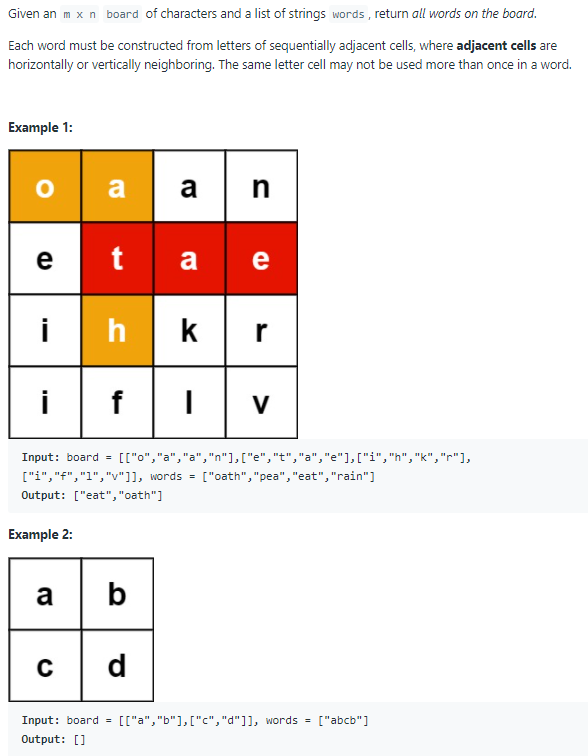 Given an m x n board of characters and a list of strings words , return all words on the board.
Each word must be constructed from letters of sequentially adjacent cells, where adjacent cells are
horizontally or vertically neighboring. The same letter cell may not be used more than once in a word.
Example 1:
o a a n
e t a e
i h k r
i f l v
Input: board = [["o","a","a","n"],["e","t","a","e"],["i","h","k","r"],
["i","f","l","v"]], words = ["oath","pea","eat","rain"]
Output: ["eat","oath"]
Example 2:
a b
c d
Input: board = [["a","b"],["c","d"]], words = ["abcb"]
Output: []